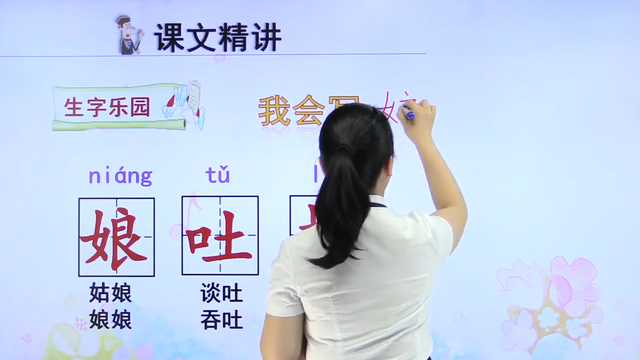 课文精讲
生字乐园
我会写
niáng tǔ l
娘 吐
姑娘 谈吐
娘娘 吞吐